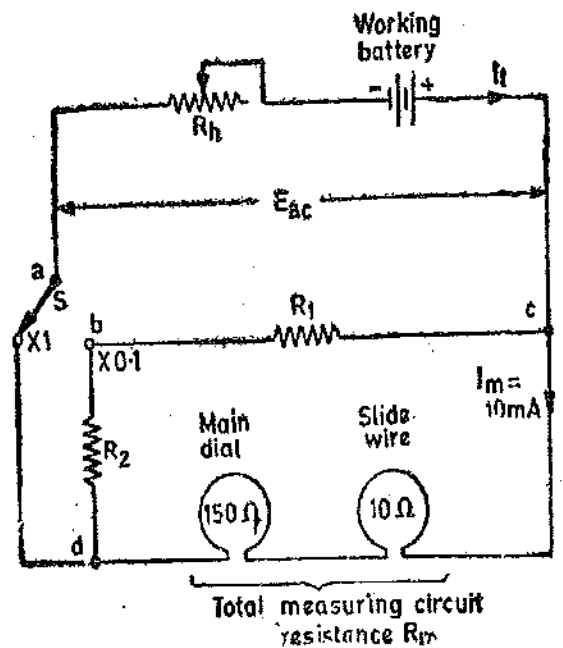 Working
battery
- +
I₁
Rh
Eac
a
S
X1
b
R₁
c
X0·1
Im =
10mA
Main
dial
Slide
wire
R₂
150Ω
10Ω
d
Total measuring circuit
resistance Rm